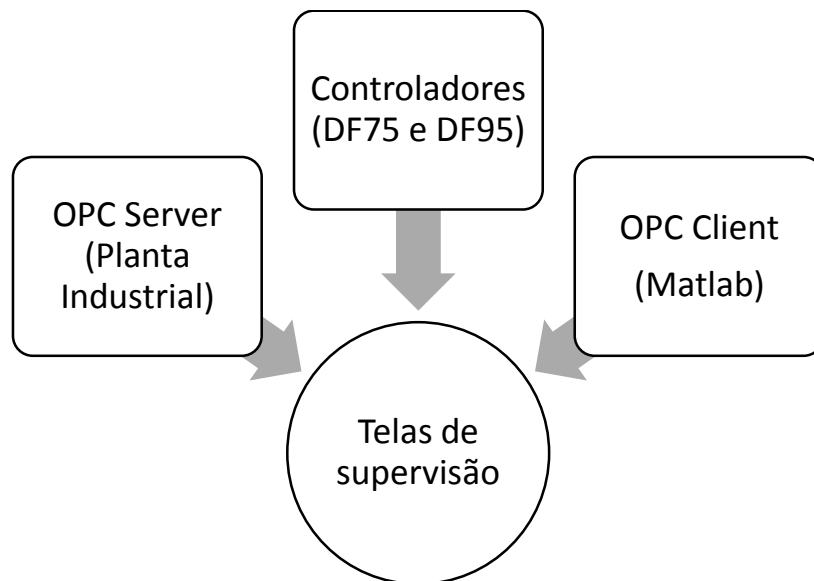 Controladores
(DF75 e DF95)
OPC Server
(Planta
Industrial)
OPC Client
(Matlab)
Telas de
supervisão